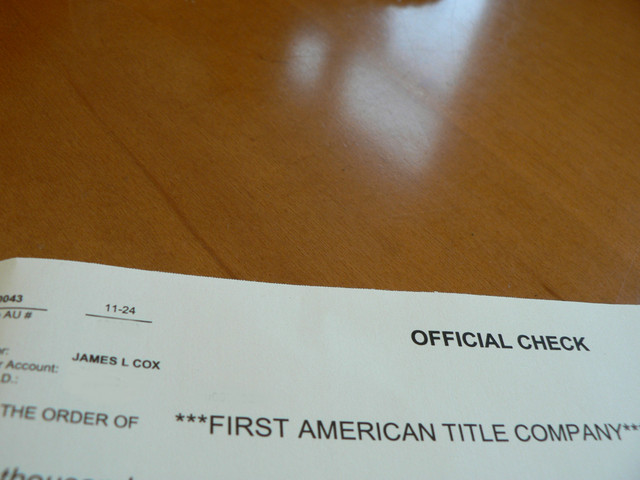 0043 11-24
AU #
OFFICIAL CHECK
r:
r Account: JAMES L COX
D.:
THE ORDER OF ***FIRST AMERICAN TITLE COMPANY***